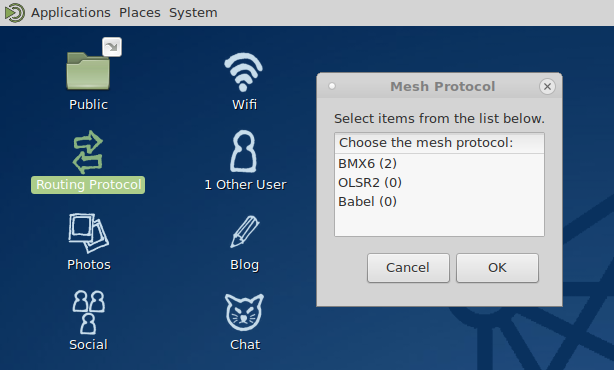 Applications Places System
Public
Wifi
Routing Protocol
1 Other User
Photos
Blog
Social
Chat
Mesh Protocol
Select items from the list below.
Choose the mesh protocol:
BMX6 (2)
OLSR2 (0)
Babel (0)
Cancel
OK